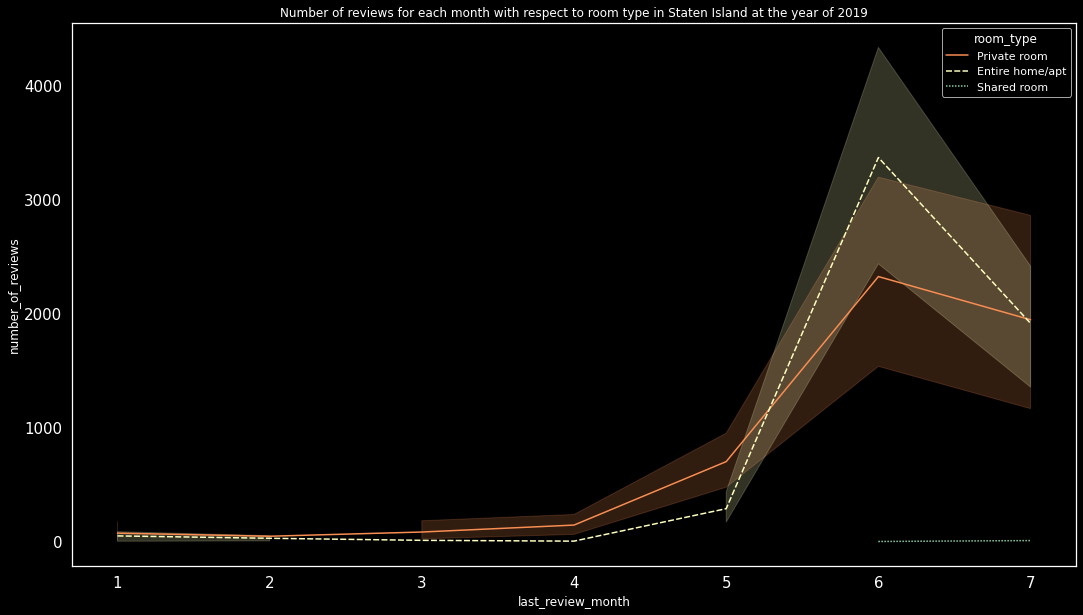 Number of reviews for each month with respect to room type in Staten Island at the year of 2019
room_type
Private room
Entire home/apt
Shared room
number_of_reviews
4000
3000
2000
1000
0
1 2 3 4 5 6 7
last_review_month